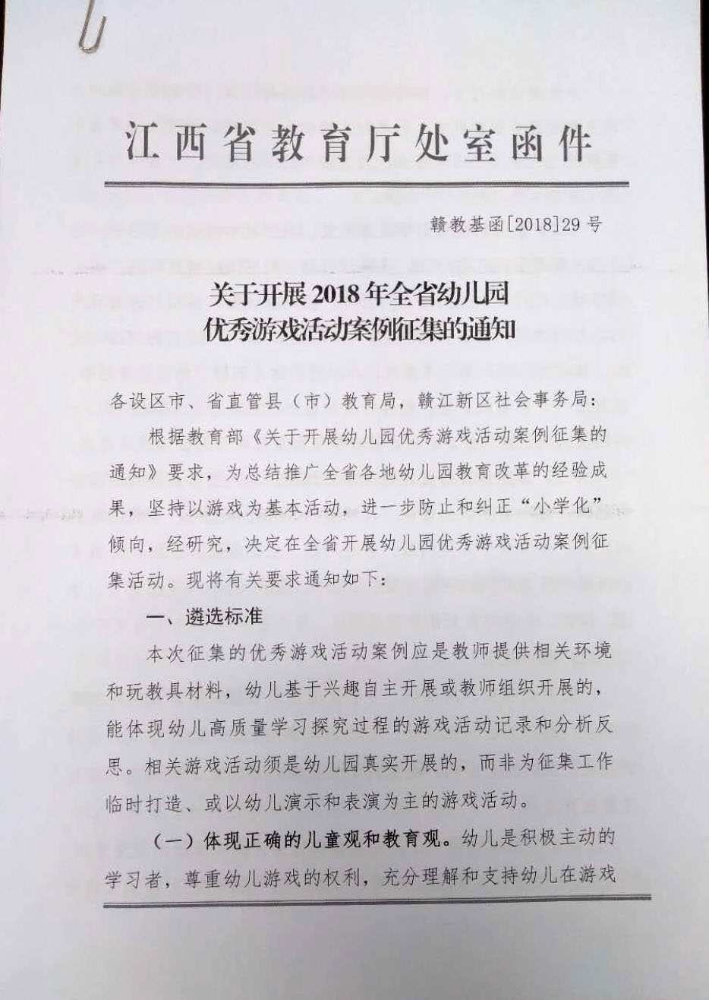 江西省教育厅处室函件
赣教基函[2018]29号
关于开展2018年全省幼儿园
优秀游戏活动案例征集的通知
各设区市、省直管县（市）教育局，赣江新区社会事务局：
根据教育部《关于开展幼儿园优秀游戏活动案例征集的
通知》要求，为总结推广全省各地幼儿园教育改革的经验成
果，坚持以游戏为基本活动，进一步防止和纠正“小学化”
倾向，经研究，决定在全省开展幼儿园优秀游戏活动案例征
集活动。现将有关要求通知如下：
一、遴选标准
本次征集的优秀游戏活动案例应是教师提供相关环境
和玩教具材料，幼儿基于兴趣自主开展或教师组织开展的，
能体现幼儿高质量学习探究过程的游戏活动记录和分析反
思。相关游戏活动须是幼儿园真实开展的，而非为征集工作
临时打造、或以幼儿演示和表演为主的游戏活动。
（一）体现正确的儿童观和教育观。幼儿是积极主动的
学习者，尊重幼儿游戏的权利，充分理解和支持幼儿在游戏